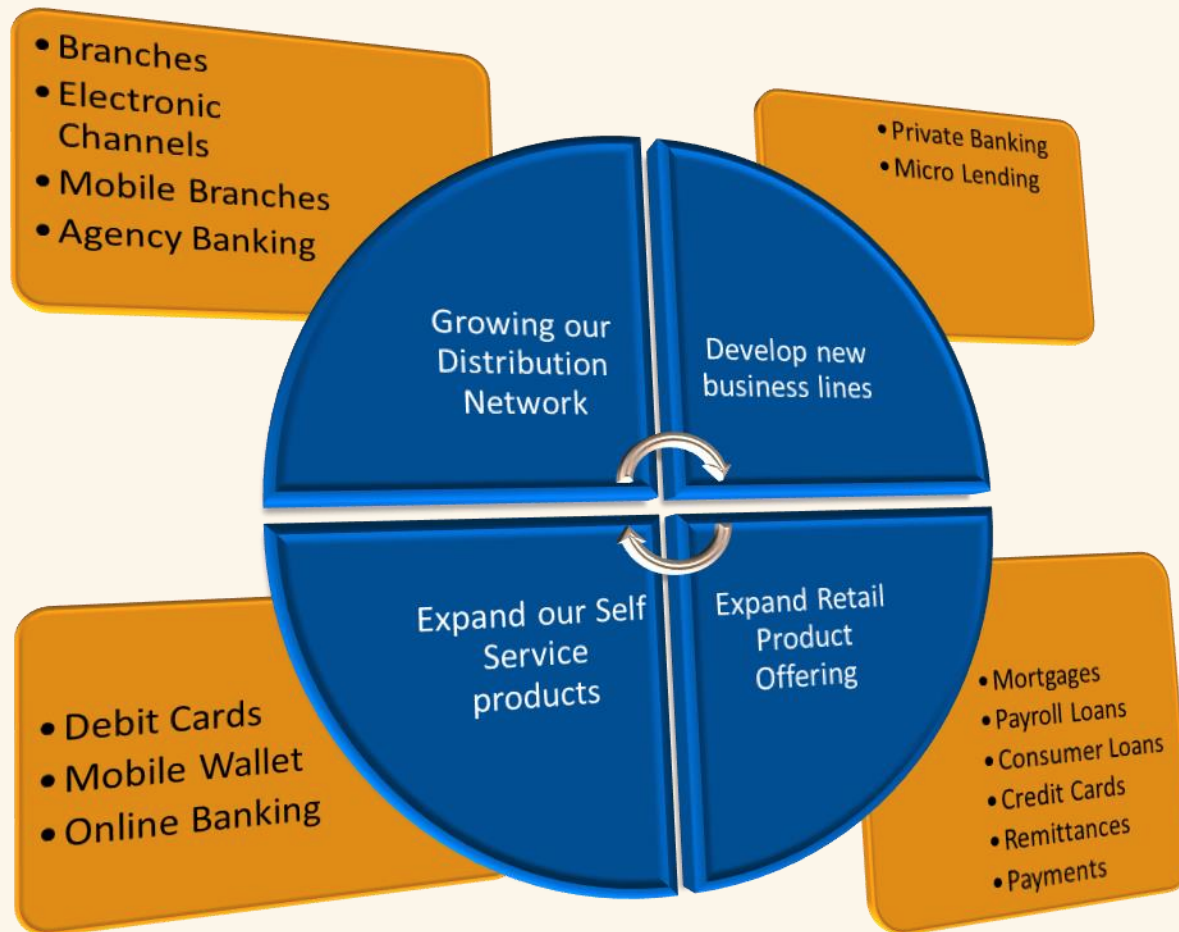 • Branches
• Electronic
Channels
• Mobile Branches
• Agency Banking
• Private Banking
• Micro Lending
Growing our
Distribution
Network
Develop new
business lines
Expand our Self
Service
products
Expand Retail
Product
Offering
• Debit Cards
• Mobile Wallet
• Online Banking
• Mortgages
• Payroll Loans
• Consumer Loans
• Credit Cards
• Remittances
• Payments